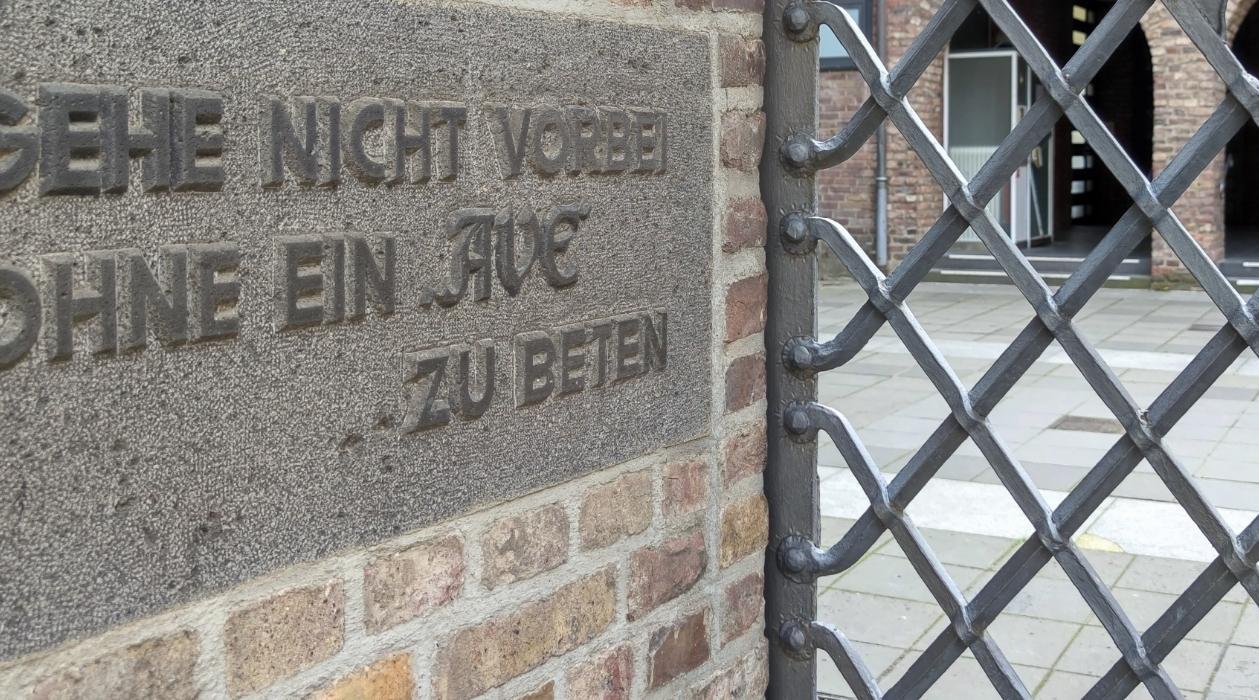 GEHE NICHT VORBEI
OHNE EIN AVE
ZU BETEN